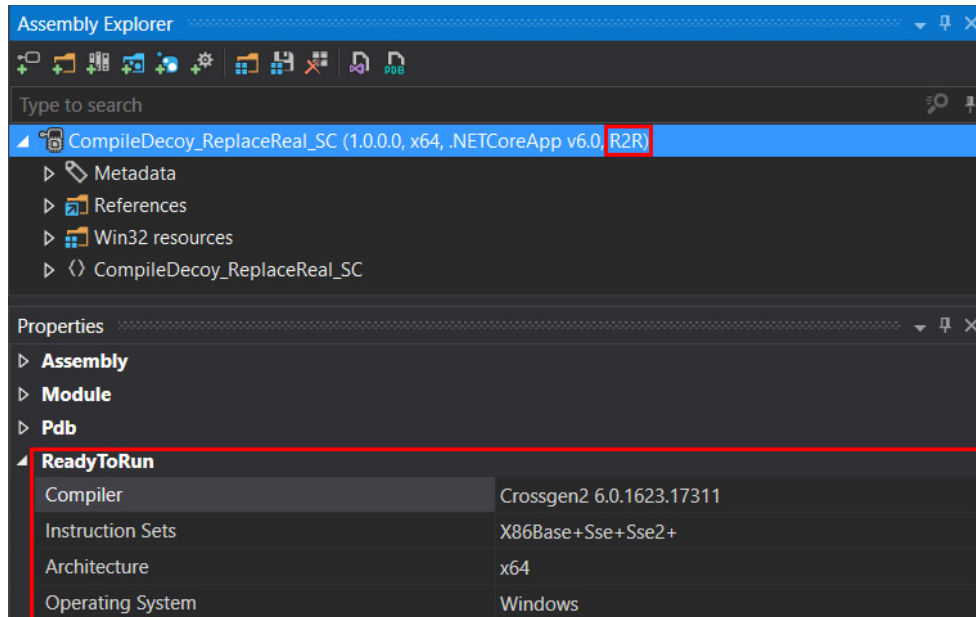 Assembly Explorer
PDB
Type to search
CompileDecoy_ReplaceReal_SC (1.0.0.0, x64, .NETCoreApp v6.0, R2R)
Metadata
References
Win32 resources
CompileDecoy_ReplaceReal_SC
Properties
Assembly
Module
Pdb
ReadyToRun
Compiler Crossgen2 6.0.1623.17311
Instruction Sets X86Base+Sse+Sse2+
Architecture x64
Operating System Windows